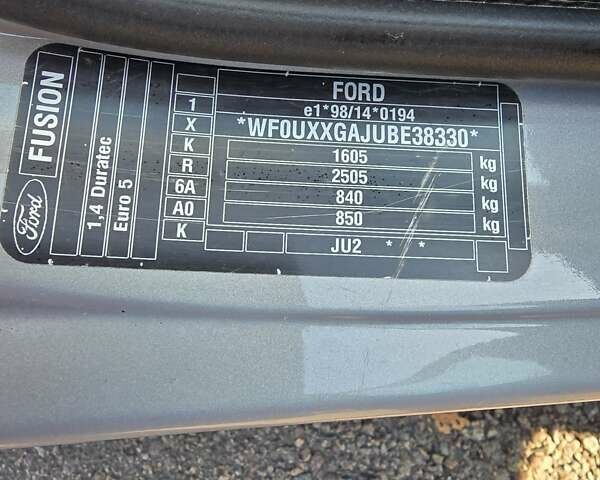 FUSION
Ford
1,4 Duratec
Euro 5
1
X
K
R
6A
A0
K
FORD
e1*98/14*0194
*WF0UXXGAJUBE38330*
1605 kg
2505 kg
840 kg
850 kg
JU2 * *